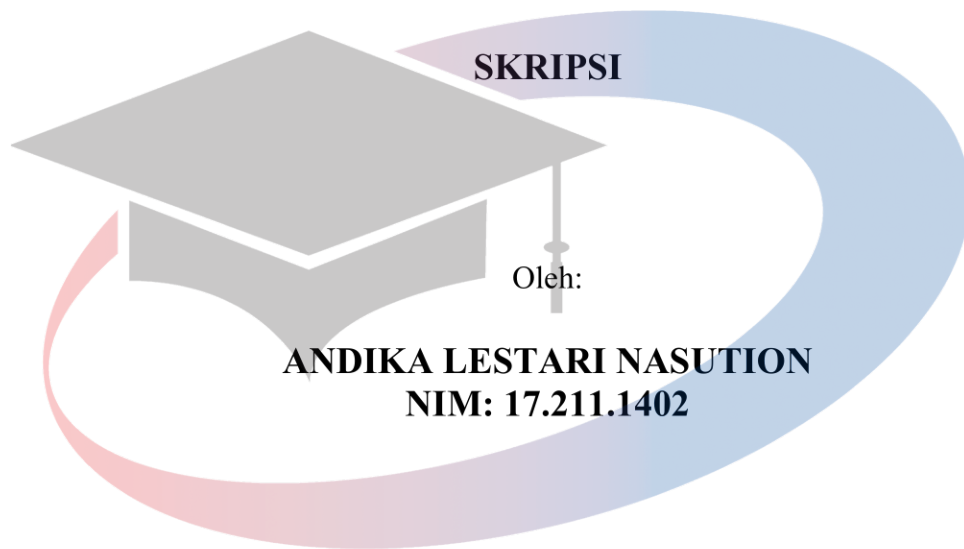 SKRIPSI
Oleh:
ANDIKA LESTARI NASUTION
NIM: 17.211.1402